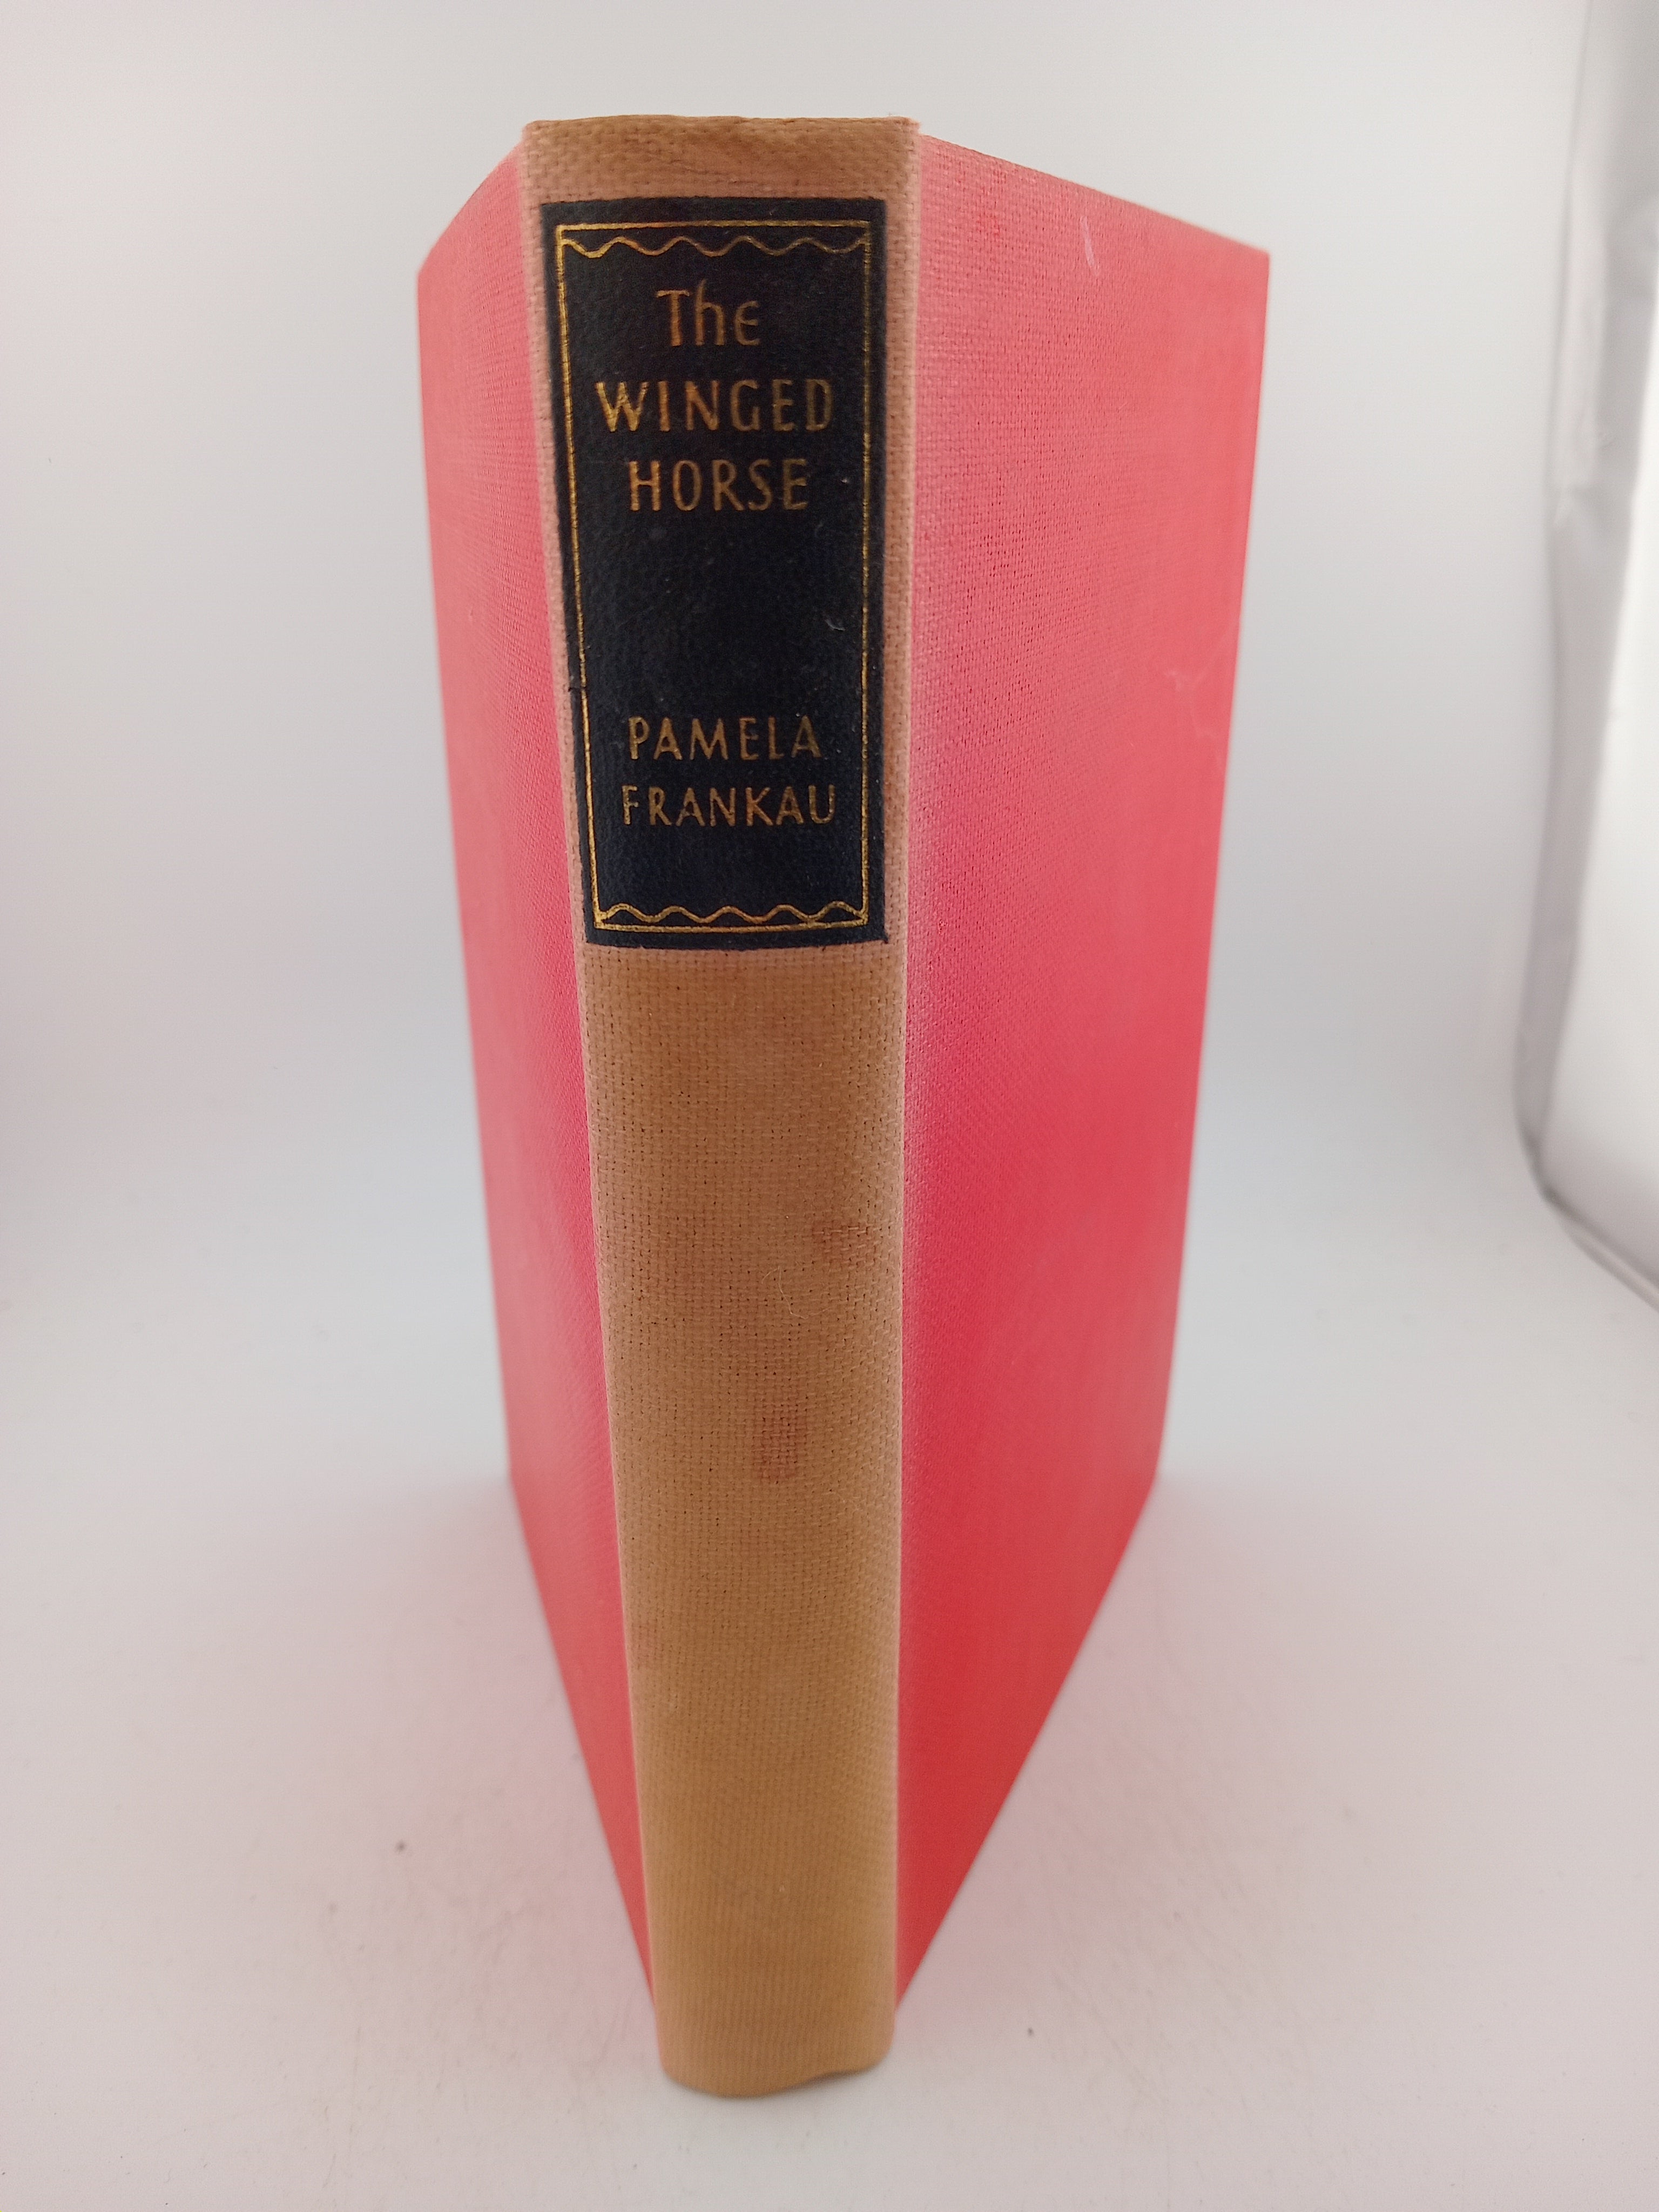 The
WINGED
HORSE
PAMELA
FRANKAU